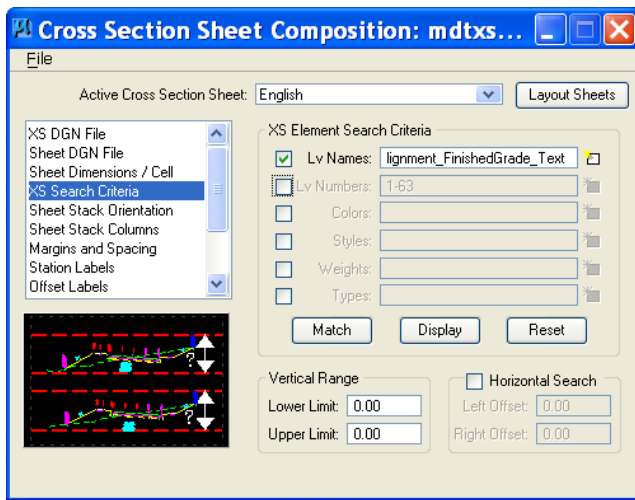 Cross Section Sheet Composition: mdtxs...
File
Active Cross Section Sheet: English Layout Sheets
XS DGN File
Sheet DGN File
Sheet Dimensions / Cell
XS Search Criteria
Sheet Stack Orientation
Sheet Stack Columns
Margins and Spacing
Station Labels
Offset Labels
XS Element Search Criteria
Lv Names: lignment_FinishedGrade_Text
Lv Numbers: 1-63
Colors:
Styles:
Weights:
Types:
Match Display Reset
? 
?
Vertical Range
Lower Limit: 0.00
Upper Limit: 0.00
Horizontal Search
Left Offset: 0.00
Right Offset: 0.00